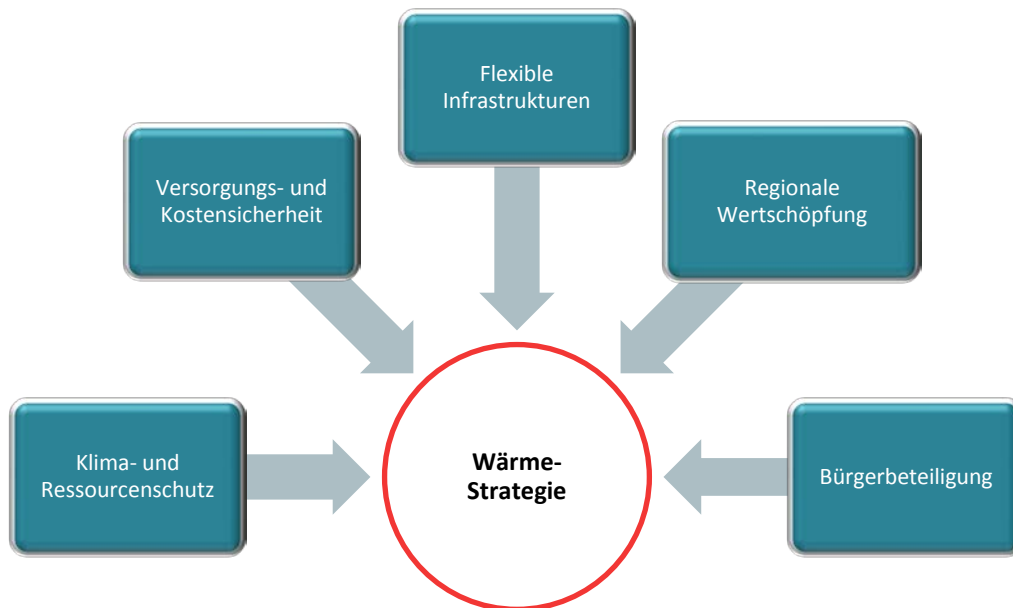 Flexible
Infrastrukturen
Versorgungs- und
Kostensicherheit
Regionale
Wertschöpfung
Klima- und
Ressourcenschutz
Wärme-
Strategie
Bürgerbeteiligung